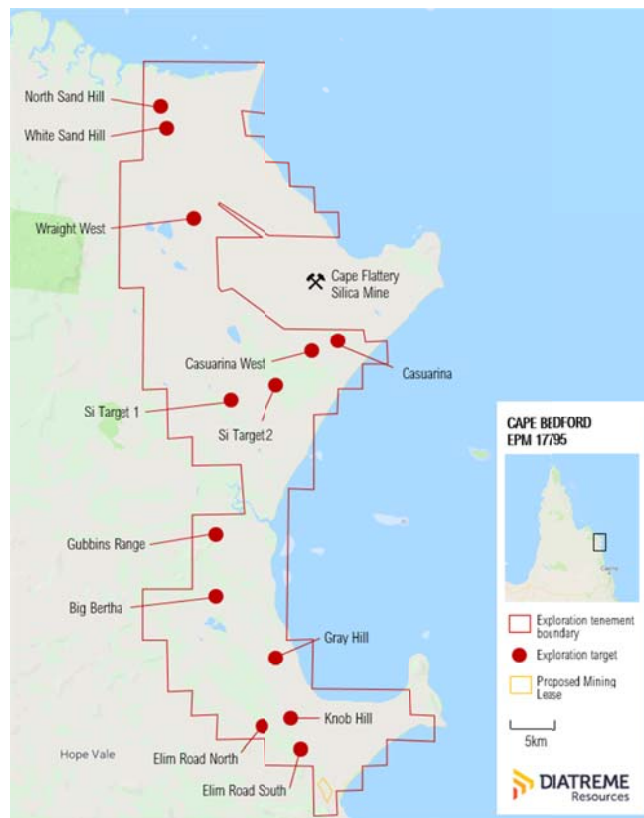 North Sand Hill
White Sand Hill
Wraight West
Cape Flattery
Silica Mine
Casuarina West
Casuarina
Si Target 1
Si Target2
Gubbins Range
Big Bertha
Gray Hill
Knob Hill
Elim Road North
Hope Vale
Elim Road South
CAPE BEDFORD
EPM 17795
Cairns
Exploration tenement
boundary
Exploration target
Proposed Mining
Lease
5km
DIATREME
Resources